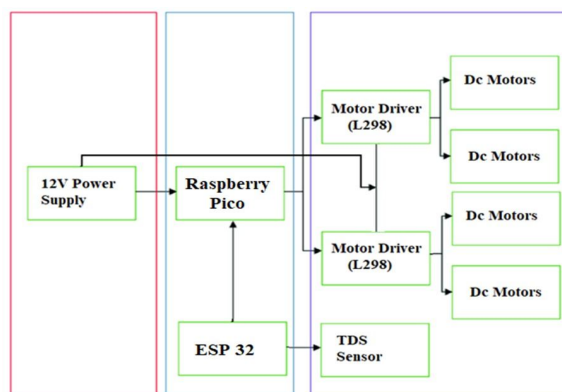 Dc Motors
Motor Driver
(L298)
Dc Motors
12V Power
Supply
Raspberry
Pico
Dc Motors
Motor Driver
(L298)
Dc Motors
ESP 32
TDS
Sensor